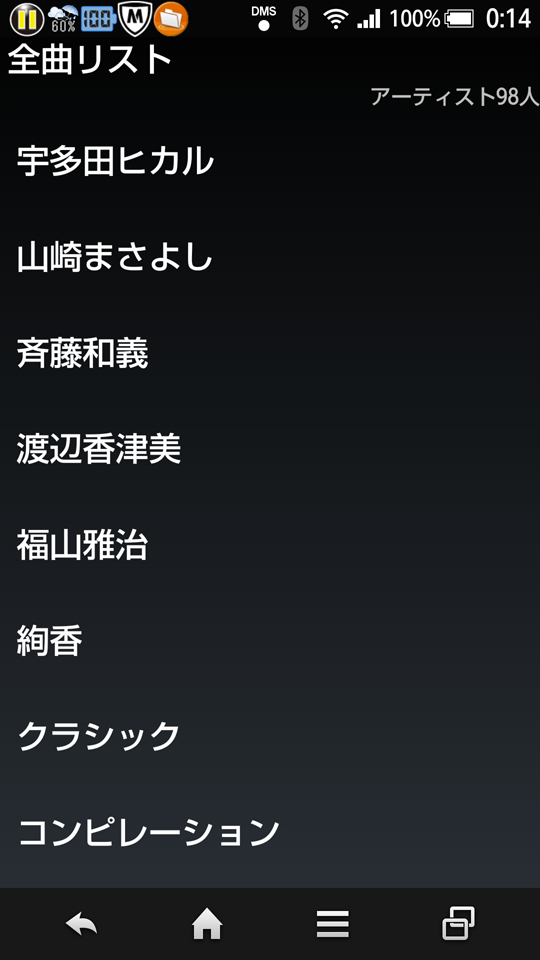 60%
DMS
100%
0:14
全曲リスト
アーティスト98人
宇多田ヒカル
山崎まさよし
斉藤和義
渡辺香津美
福山雅治
絢香
クラシック
コンピレーション